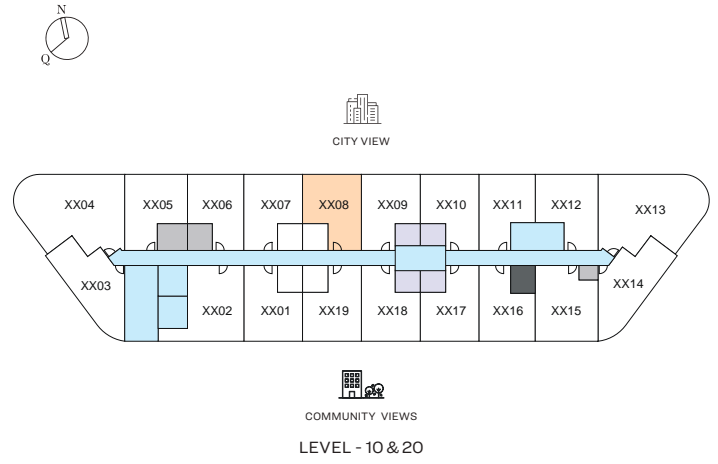 N
Q
CITY VIEW
XX04 XX05 XX06 XX07 XX08 XX09 XX10 XX11 XX12 XX13
XX03 XX14
XX02 XX01 XX19 XX18 XX17 XX16 XX15
COMMUNITY VIEWS
LEVEL - 10 & 20